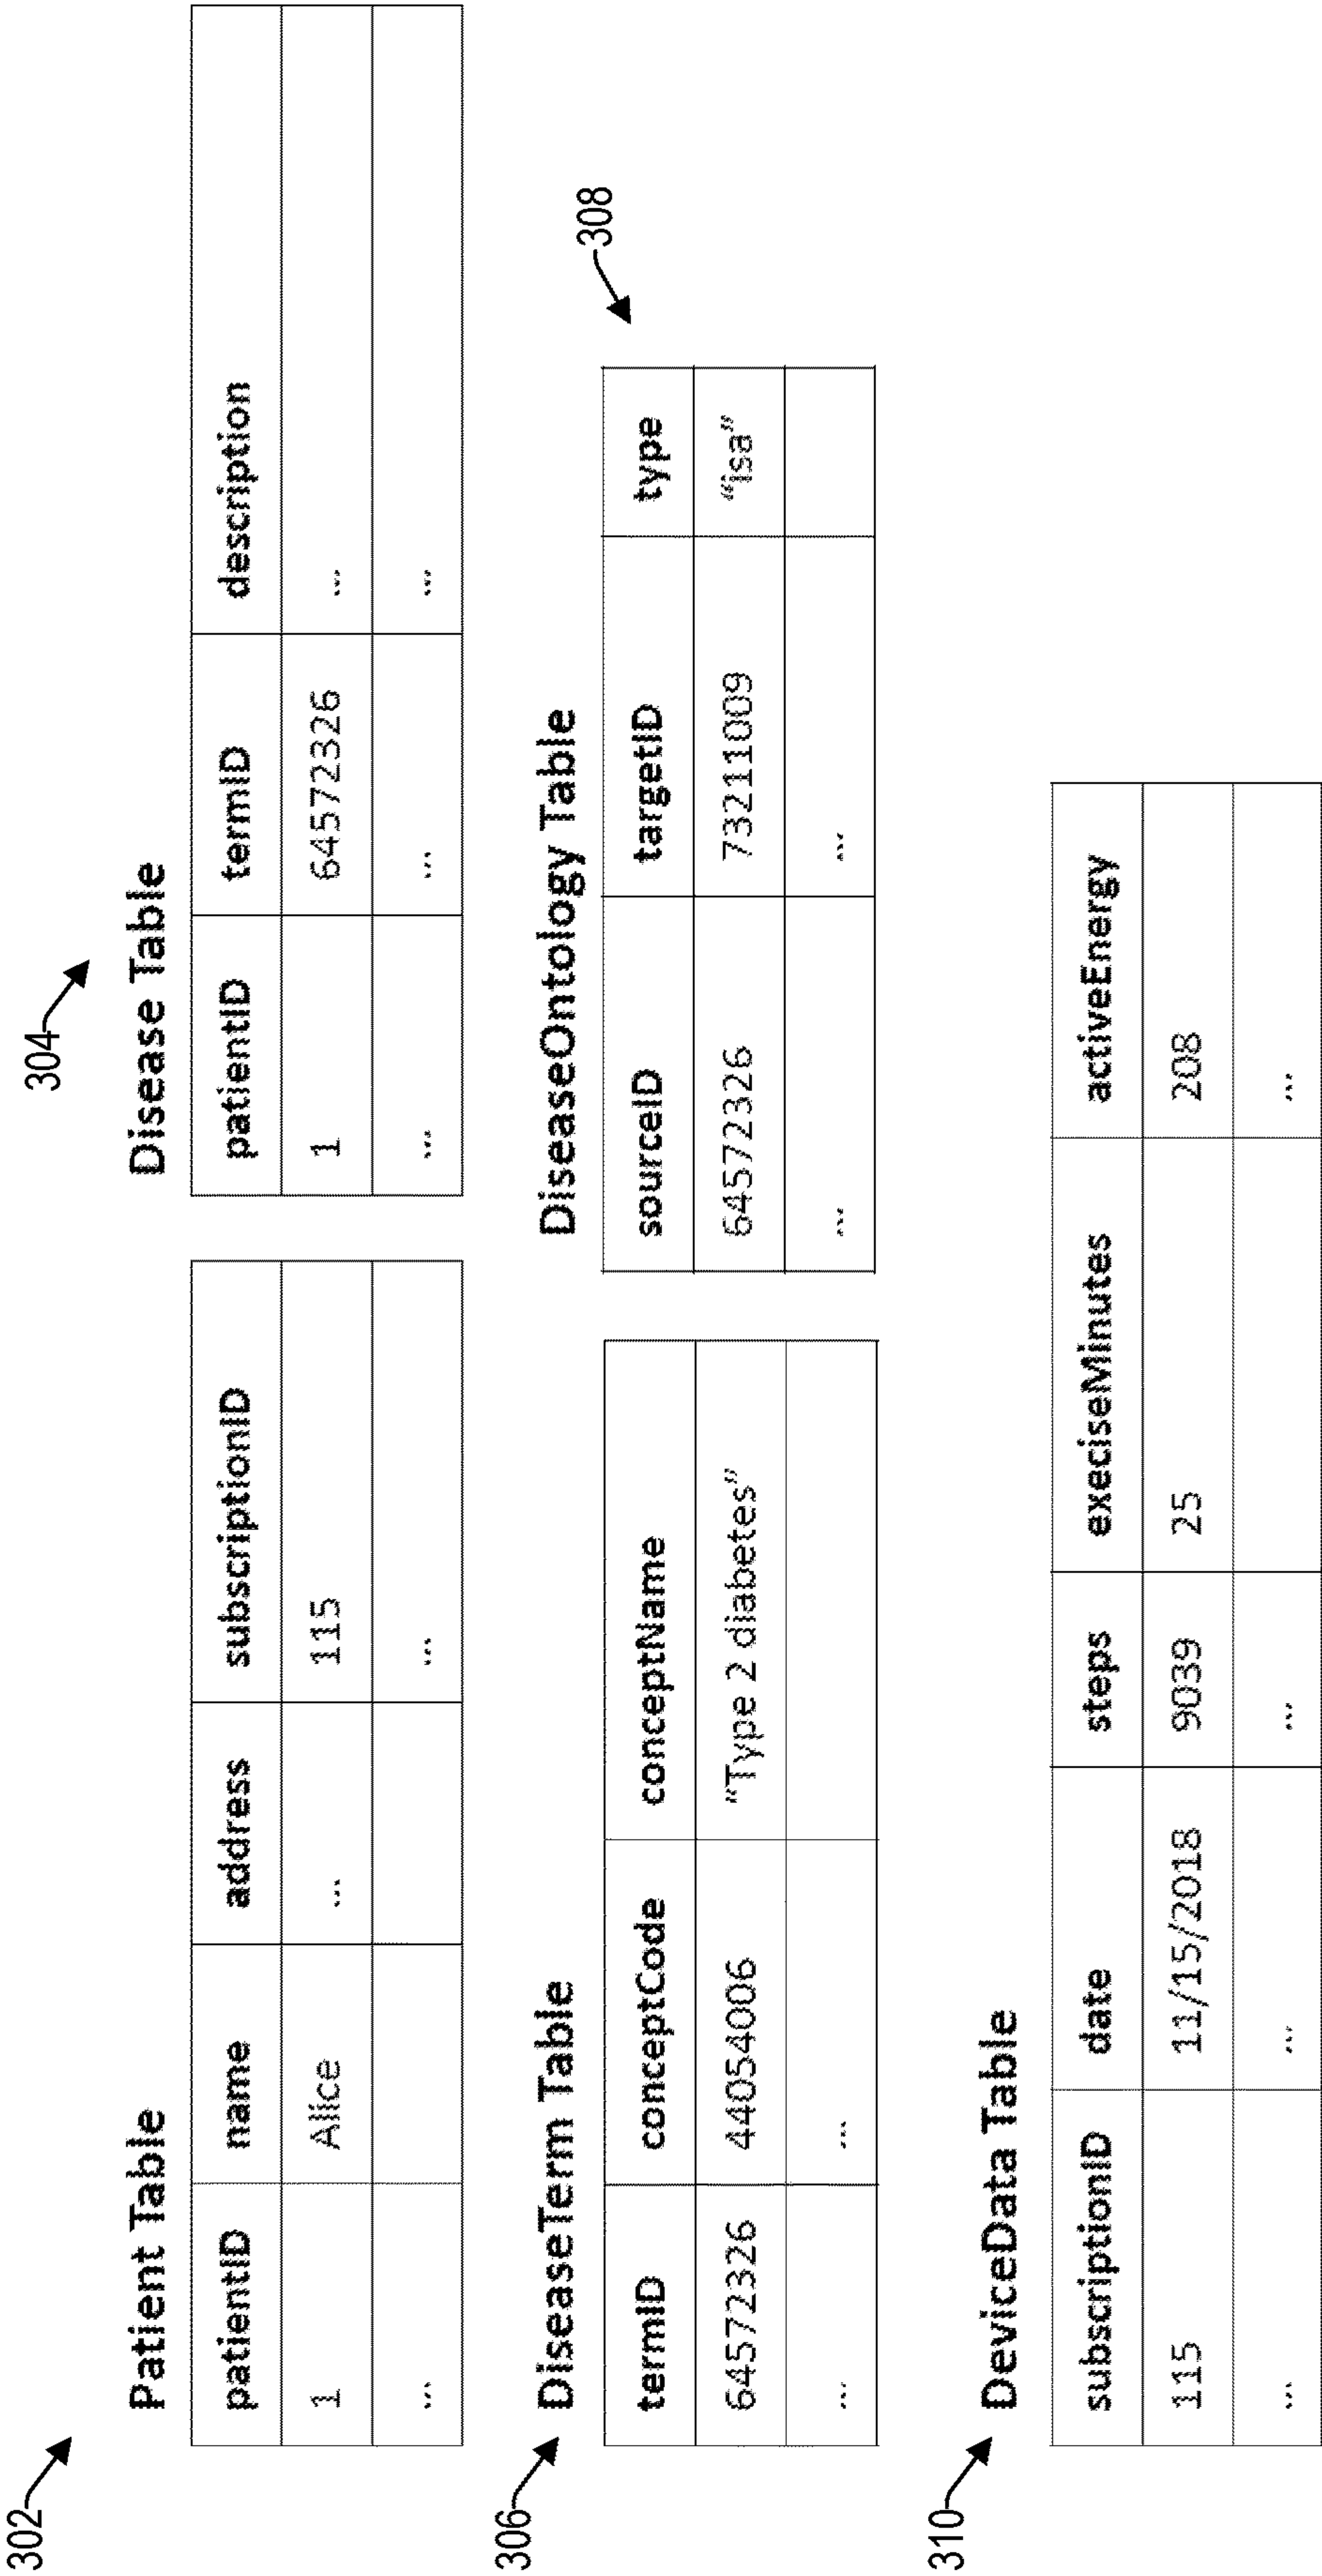 302
Patient Table
patientID name address subscriptionID
1 Alice ... 115
... ...
304
Disease Table
patientID termID description
1 64572326 ...
... ... ...
306
DiseaseTerm Table
termID conceptCode conceptName
64572326 44054006 "Type 2 diabetes"
... ...
308
DiseaseOntology Table
sourceID targetID type
64572326 73211009 "isa"
... ...
310
DeviceData Table
subscriptionID date steps execiseMinutes activeEnergy
115 11/15/2018 9039 25 208
... ... ... ...